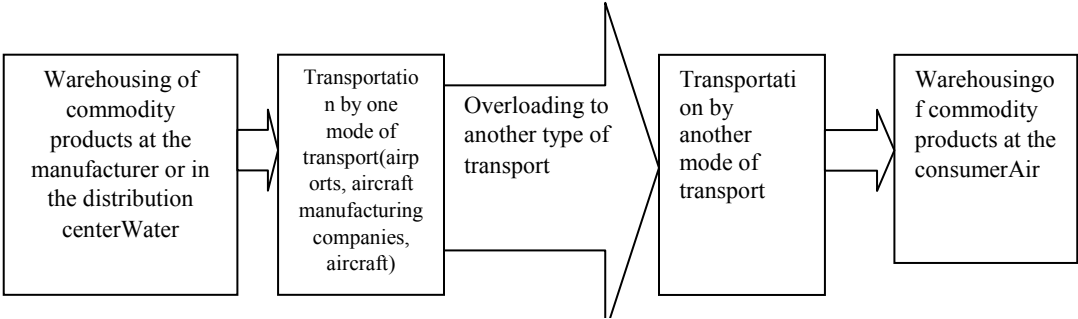 Warehousing of
commodity
products at the
manufacturer or in
the distribution
centerWater
Transportatio
n by one
mode of
transport(airp
orts, aircraft
manufacturing
companies,
aircraft)
Overloading to
another type of
transport
Transportati
on by
another
mode of
transport
Warehousingo
f commodity
products at the
consumerAir